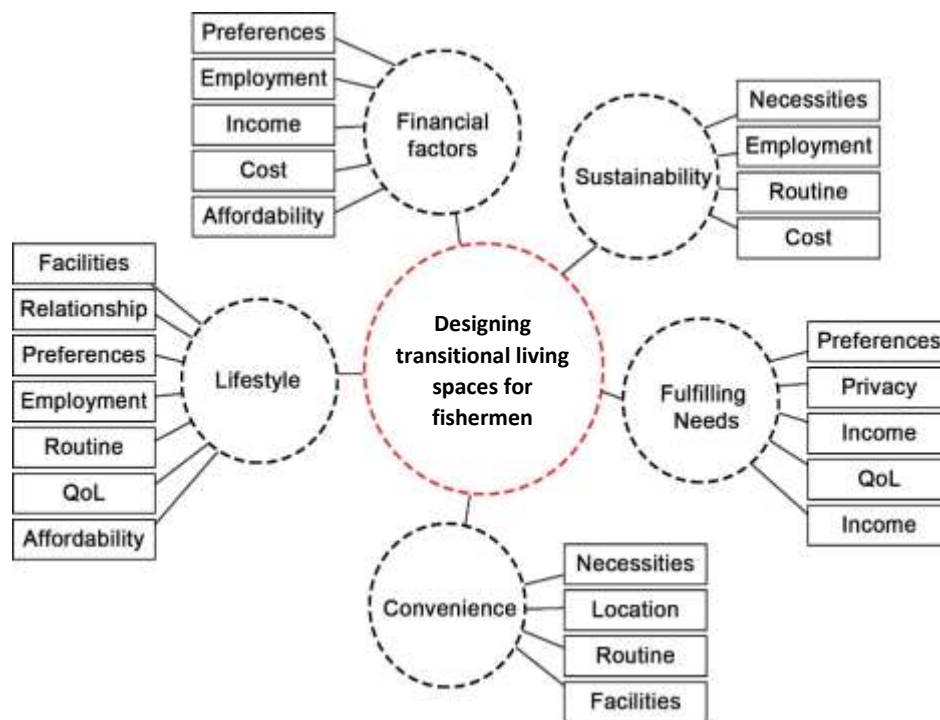 Preferences
Employment
Income
Cost
Affordability
Financial
factors
Necessities
Employment
Routine
Cost
Sustainability
Facilities
Relationship
Preferences
Employment
Routine
QoL
Affordability
Lifestyle
Designing
transitional living
spaces for
fishermen
Preferences
Privacy
Income
QoL
Income
Fulfilling
Needs
Convenience
Necessities
Location
Routine
Facilities